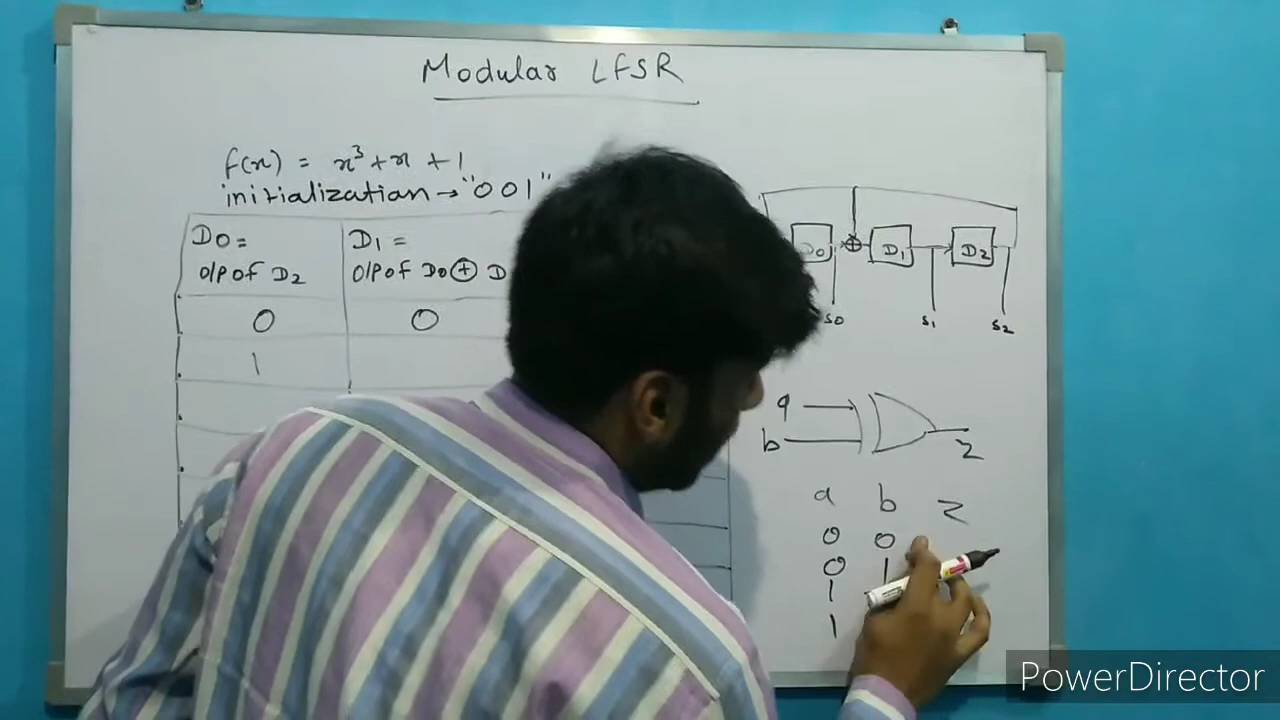 Modular LFSR
f(x) = x³ + x + 1
initialization → "001"
D0 =
O/P of D2
D1 =
O/P of D0 ⊕ D
0
0
1
D0 ⊕ D1 D2
S0 S1 S2
a
b
z
a b z
0 0
0 1
1
1
PowerDirector